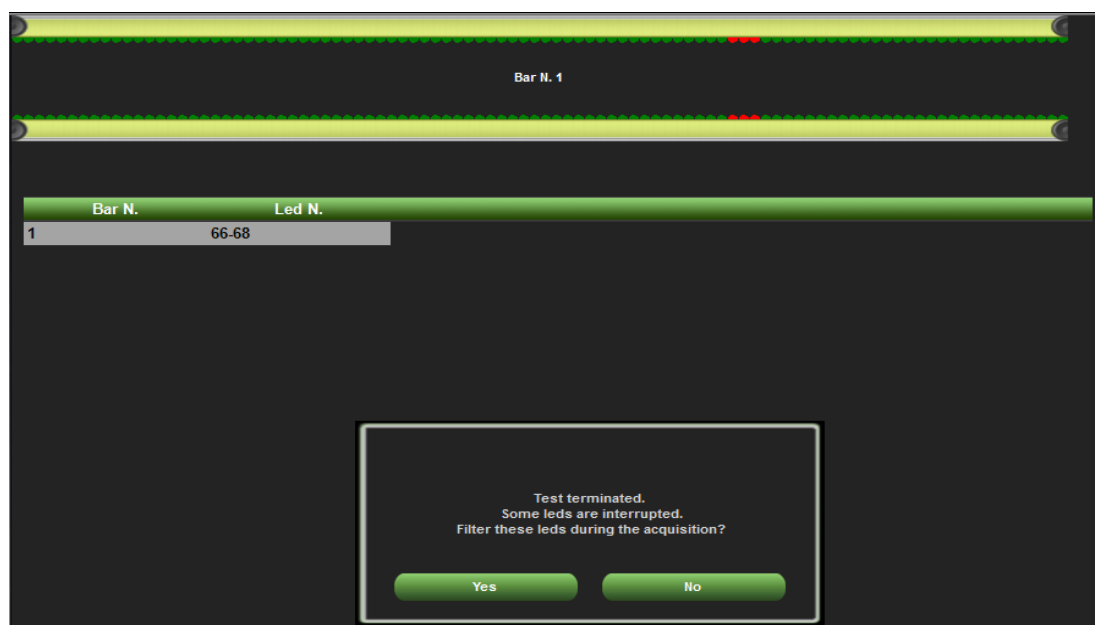 Bar N. 1
Bar N. Led N.
1 66-68
Test terminated.
Some leds are interrupted.
Filter these leds during the acquisition?
Yes No